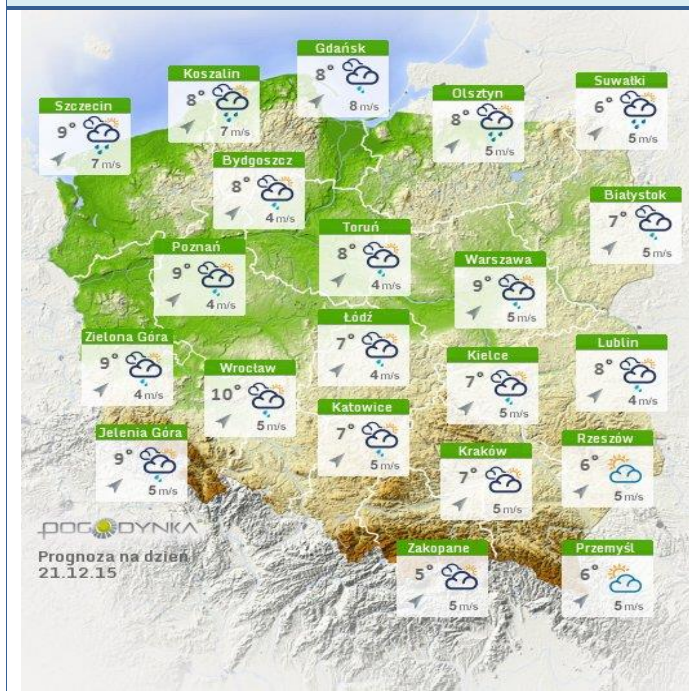 Gdańsk
8°
8 m/s
Koszalin
8°
7 m/s
Szczecin
9°
7 m/s
Olsztyn
8°
5 m/s
Suwałki
6°
5 m/s
Bydgoszcz
8°
4 m/s
Białystok
7°
5 m/s
Toruń
8°
4 m/s
Poznań
9°
4 m/s
Warszawa
9°
5 m/s
Łódź
7°
4 m/s
Zielona Góra
9°
4 m/s
Wrocław
10°
5 m/s
Kielce
7°
5 m/s
Lublin
8°
4 m/s
Katowice
7°
5 m/s
Jelenia Góra
9°
5 m/s
Kraków
7°
5 m/s
Rzeszów
6°
5 m/s
POGODYNKA
Prognoza na dzień
21.12.15
Zakopane
5°
5 m/s
Przemyśl
6°
5 m/s